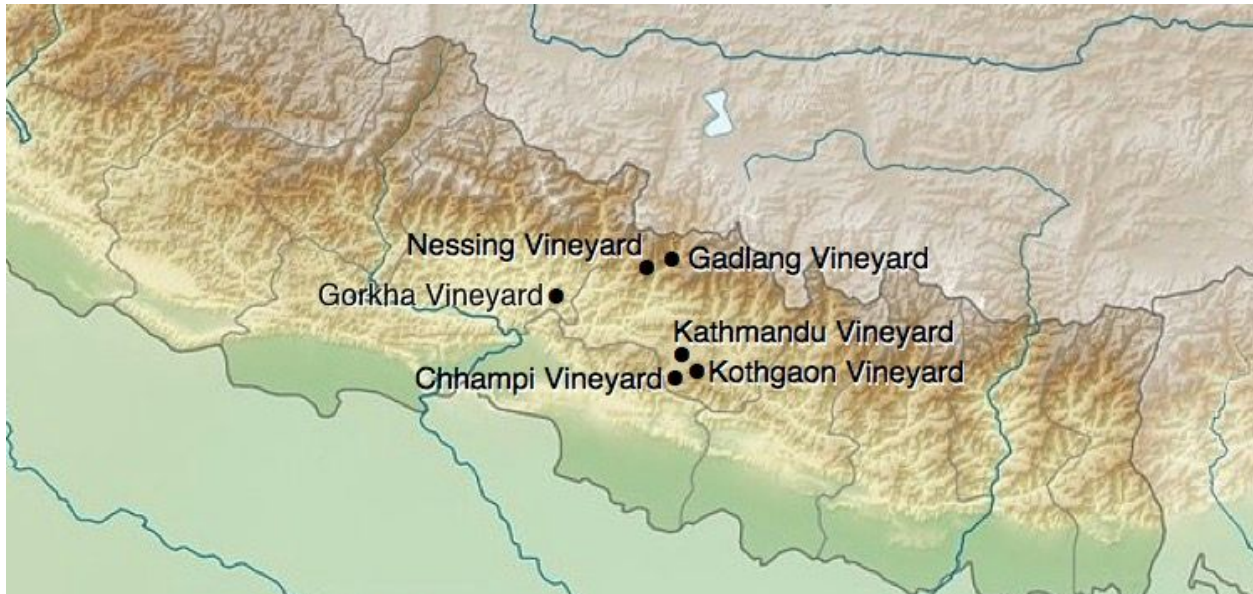 Nessing Vineyard
Gadlang Vineyard
Gorkha Vineyard
Kathmandu Vineyard
Kothgaon Vineyard
Chhampi Vineyard